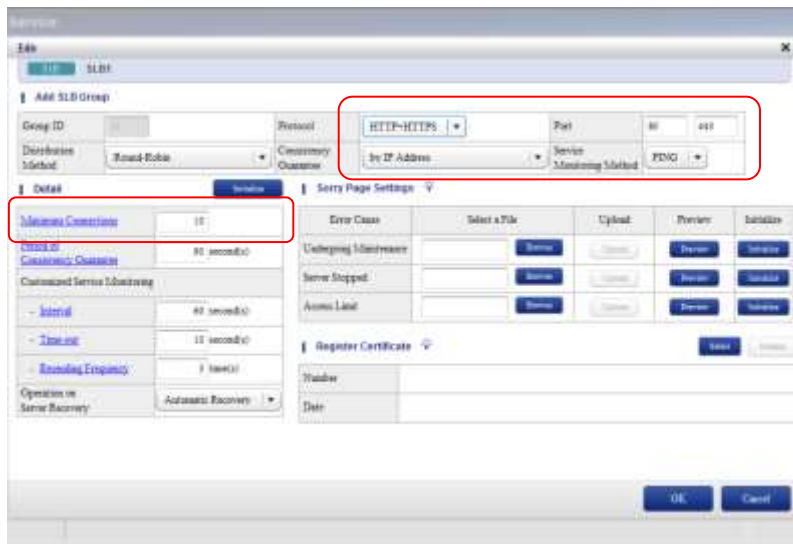 Service
Edit
SLB SLB1
Add SLB Group
Group ID Protocol HTTP+HTTPS Port 80 443
Distribution Method Round-Robin Consistency Guarantee by IP Address Service Monitoring Method PING
Detail Initialize Sorry Page Settings
Maximum Connections 10
Error Cause Select a File Upload Preview Initialize
Period of Consistency Guarantee 80 second(s)
Undergoing Maintenance Browse Upload Preview Initialize
Customized Service Monitoring
Server Stopped Browse Upload Preview Initialize
- Interval 60 second(s)
Access Limit Browse Upload Preview Initialize
- Time out 10 second(s)
Register Certificate Select
- Resending Frequency 3 time(s)
Number
Operation on Server Recovery Automatic Recovery
Date
OK Cancel